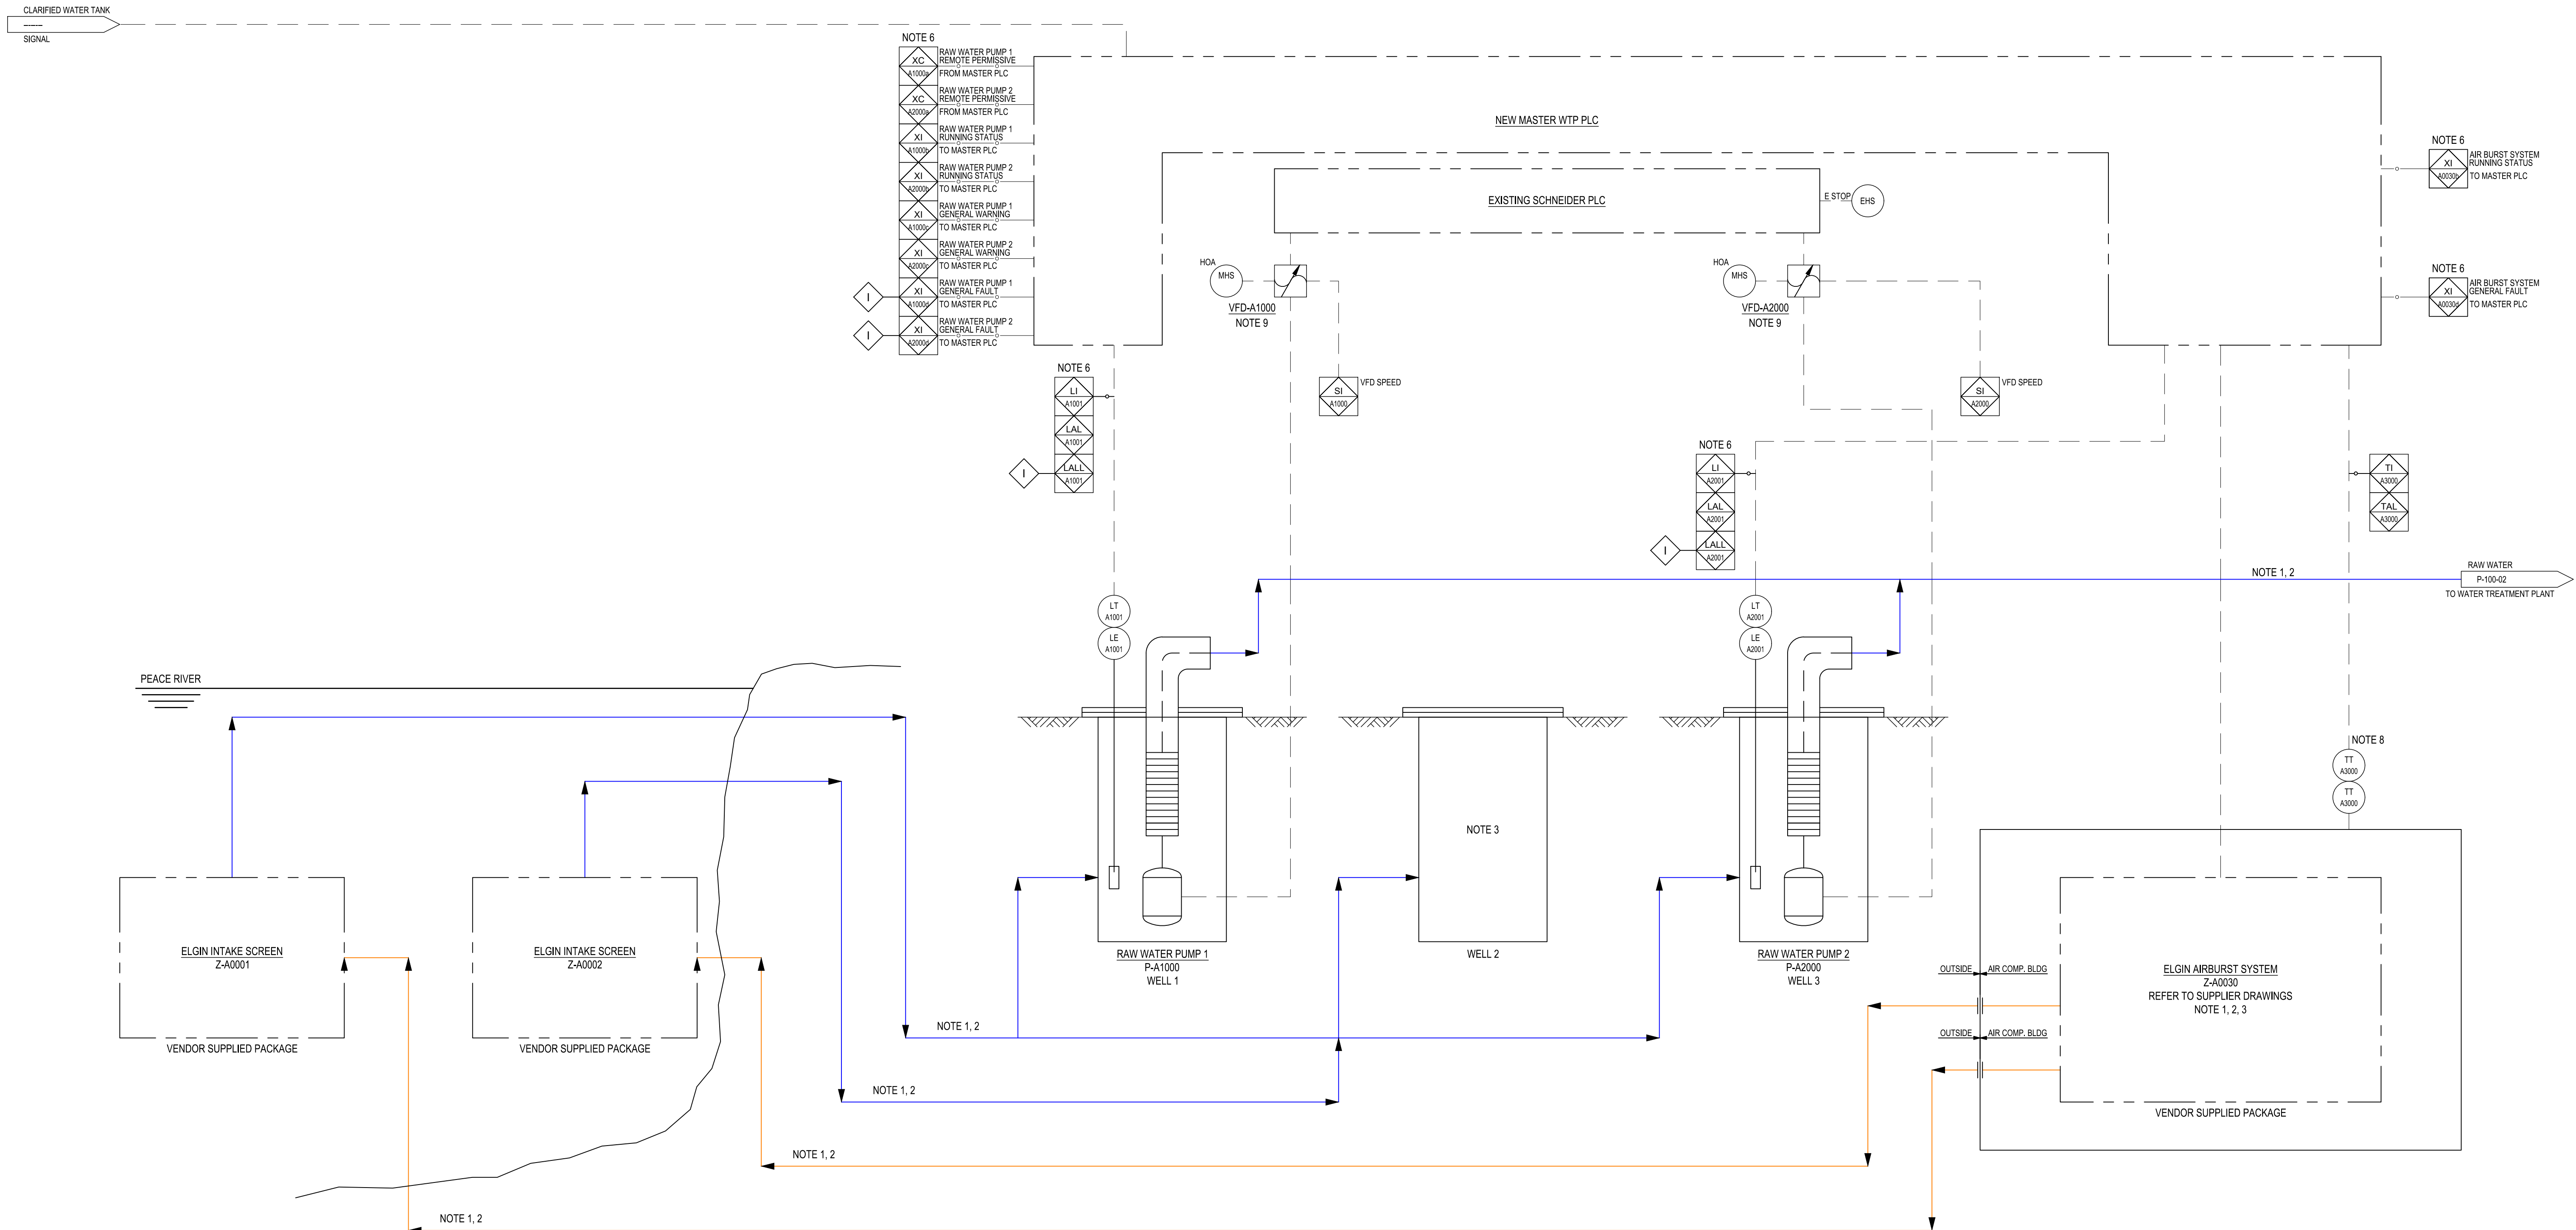 CLARIFIED WATER TANK
-------
SIGNAL
NOTE 6
XC
A1000a
RAW WATER PUMP 1
REMOTE PERMISSIVE
FROM MASTER PLC
XC
A2000a
RAW WATER PUMP 2
REMOTE PERMISSIVE
FROM MASTER PLC
XI
A1000b
RAW WATER PUMP 1
RUNNING STATUS
TO MASTER PLC
XI
A2000b
RAW WATER PUMP 2
RUNNING STATUS
TO MASTER PLC
XI
A1000c
RAW WATER PUMP 1
GENERAL WARNING
TO MASTER PLC
XI
A2000c
RAW WATER PUMP 2
GENERAL WARNING
TO MASTER PLC
I
XI
A1000d
RAW WATER PUMP 1
GENERAL FAULT
TO MASTER PLC
I
XI
A2000d
RAW WATER PUMP 2
GENERAL FAULT
TO MASTER PLC
NEW MASTER WTP PLC
EXISTING SCHNEIDER PLC
E STOP
EHS
NOTE 6
XI
A0030b
AIR BURST SYSTEM
RUNNING STATUS
TO MASTER PLC
NOTE 6
XI
A0030d
AIR BURST SYSTEM
GENERAL FAULT
TO MASTER PLC
HOA
MHS
VFD-A1000
NOTE 9
HOA
MHS
VFD-A2000
NOTE 9
NOTE 6
LI
A1001
LAL
A1001
I
LALL
A1001
SI
A1000
VFD SPEED
SI
A2000
VFD SPEED
NOTE 6
LI
A2001
LAL
A2001
I
LALL
A2001
TI
A3000
TAL
A3000
NOTE 1, 2
RAW WATER
P-100-02
TO WATER TREATMENT PLANT
LT
A1001
LE
A1001
LT
A2001
LE
A2001
PEACE RIVER
NOTE 8
TT
A3000
TT
A3000
NOTE 3
ELGIN INTAKE SCREEN
Z-A0001
VENDOR SUPPLIED PACKAGE
ELGIN INTAKE SCREEN
Z-A0002
VENDOR SUPPLIED PACKAGE
RAW WATER PUMP 1
P-A1000
WELL 1
WELL 2
RAW WATER PUMP 2
P-A2000
WELL 3
OUTSIDE
AIR COMP. BLDG
OUTSIDE
AIR COMP. BLDG
ELGIN AIRBURST SYSTEM
Z-A0030
REFER TO SUPPLIER DRAWINGS
NOTE 1, 2, 3
VENDOR SUPPLIED PACKAGE
NOTE 1, 2
NOTE 1, 2
NOTE 1, 2
NOTE 1, 2